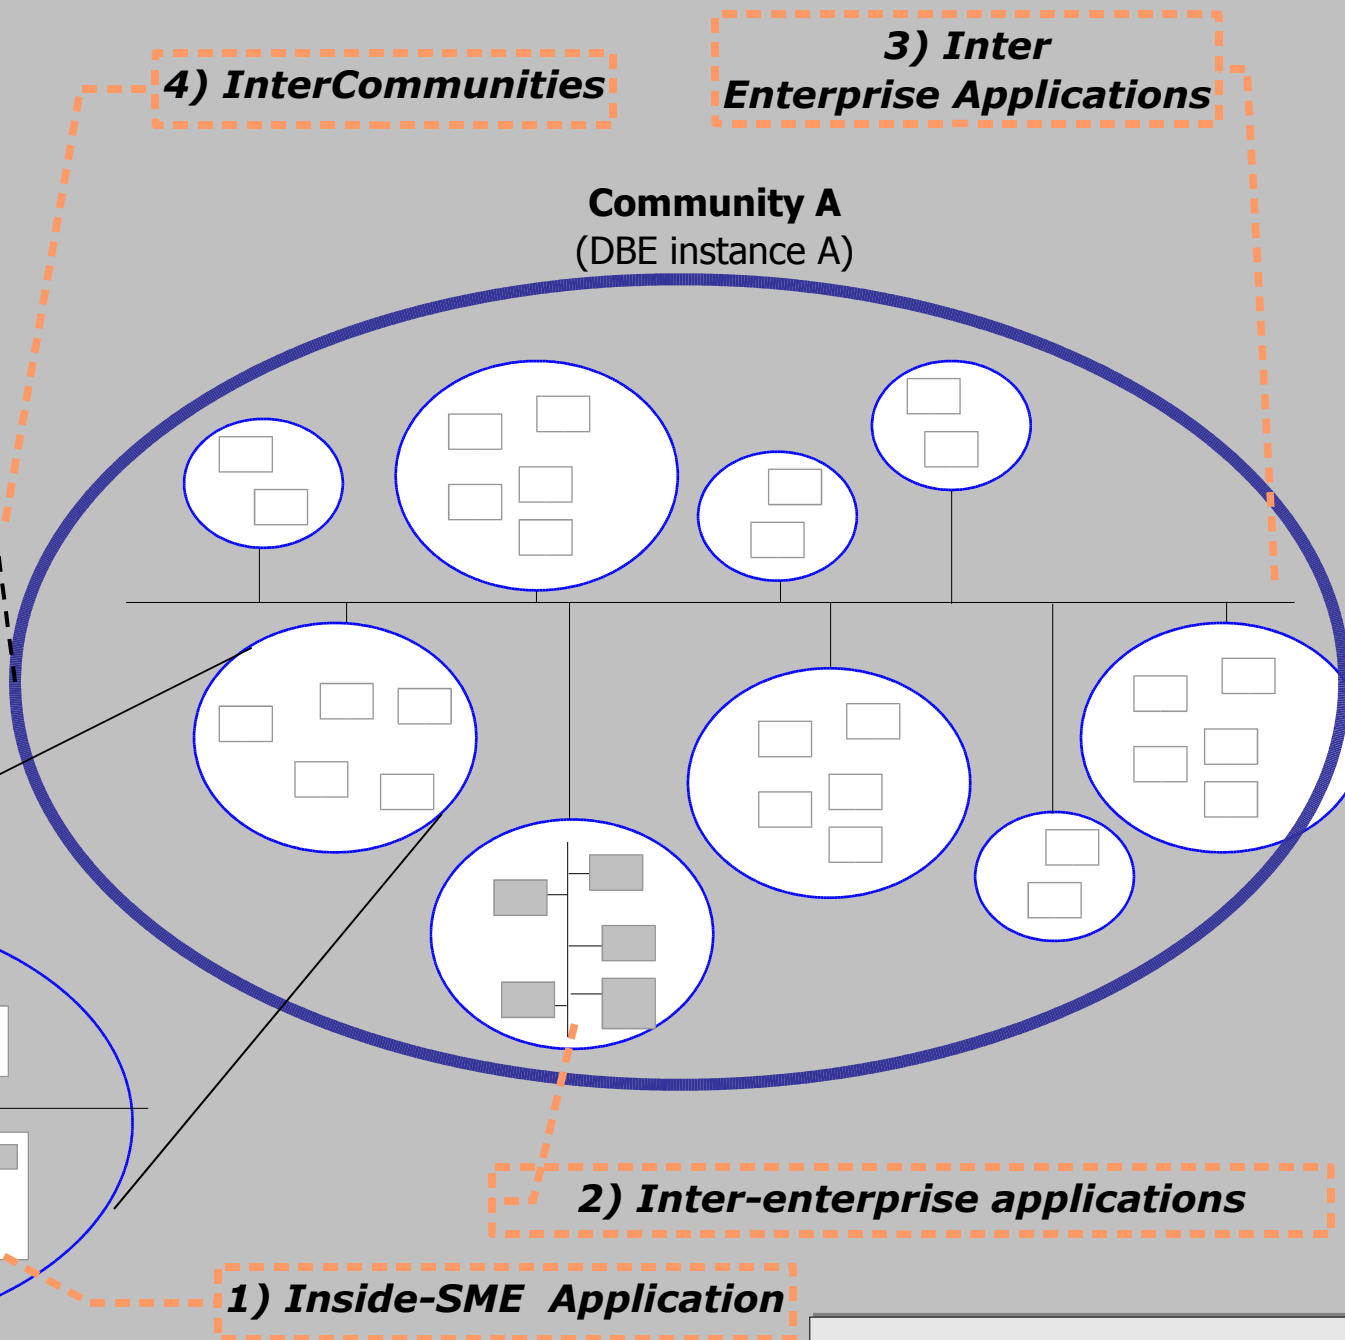 4) InterCommunities
3) Inter
Enterprise Applications
Community A
(DBE instance A)
2) Inter-enterprise applications
1) Inside-SME  Application